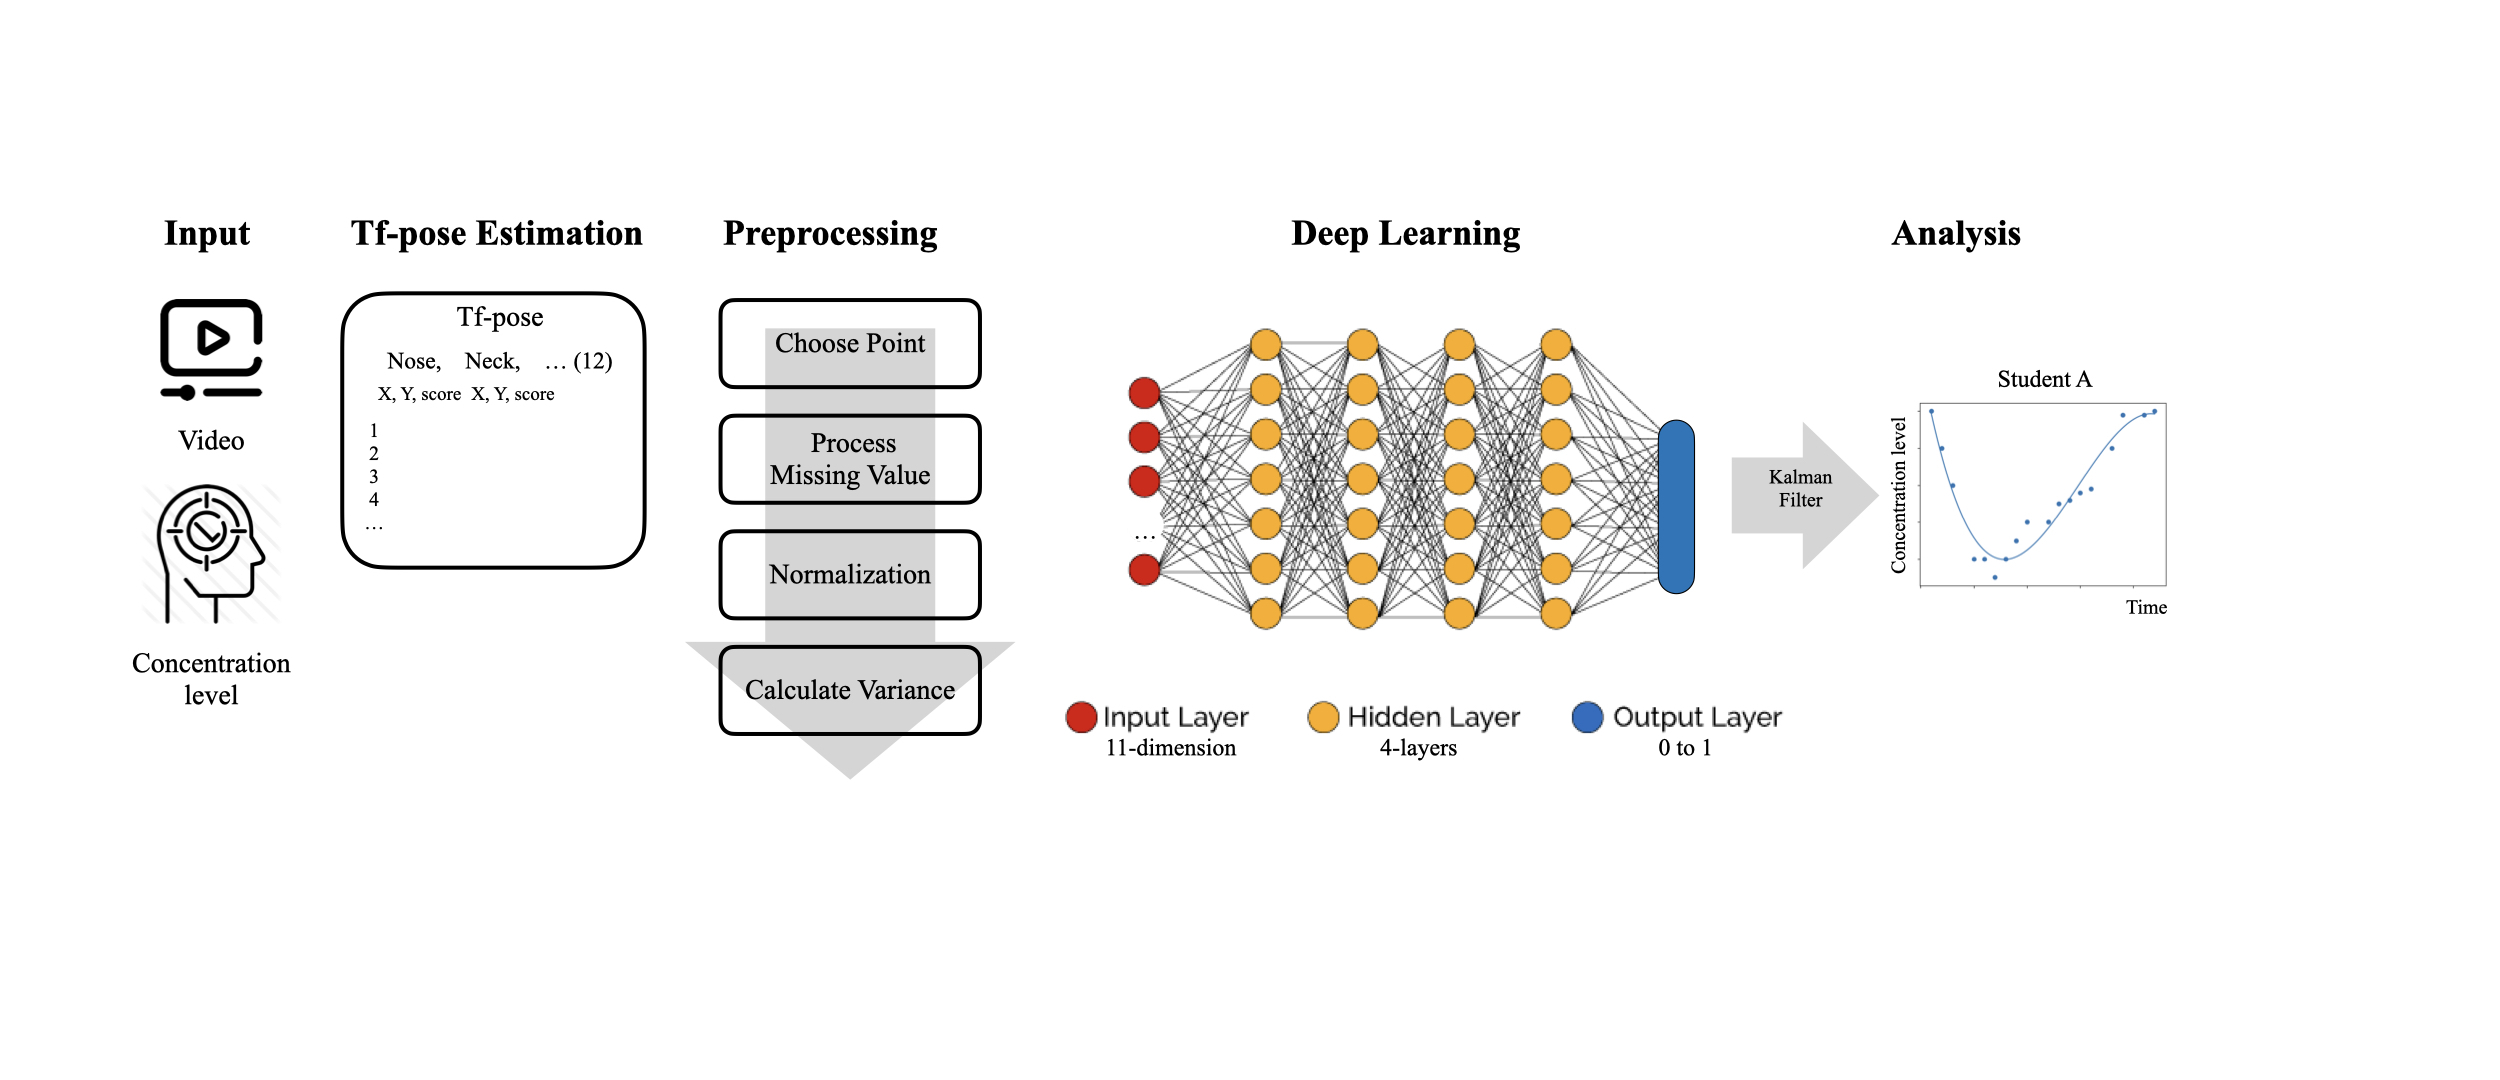 Input
Video
Concentration
level
Tf-pose Estimation
Tf-pose
Nose, Neck, … (12)
X, Y, score X, Y, score
1
2
3
4
…
Preprocessing
Choose Point
Process
Missing Value
Normalization
Calculate Variance
Deep Learning
…
Input Layer
11-dimension
Hidden Layer
4-layers
Output Layer
0 to 1
Kalman
Filter
Analysis
Student A
Concentration level
Time